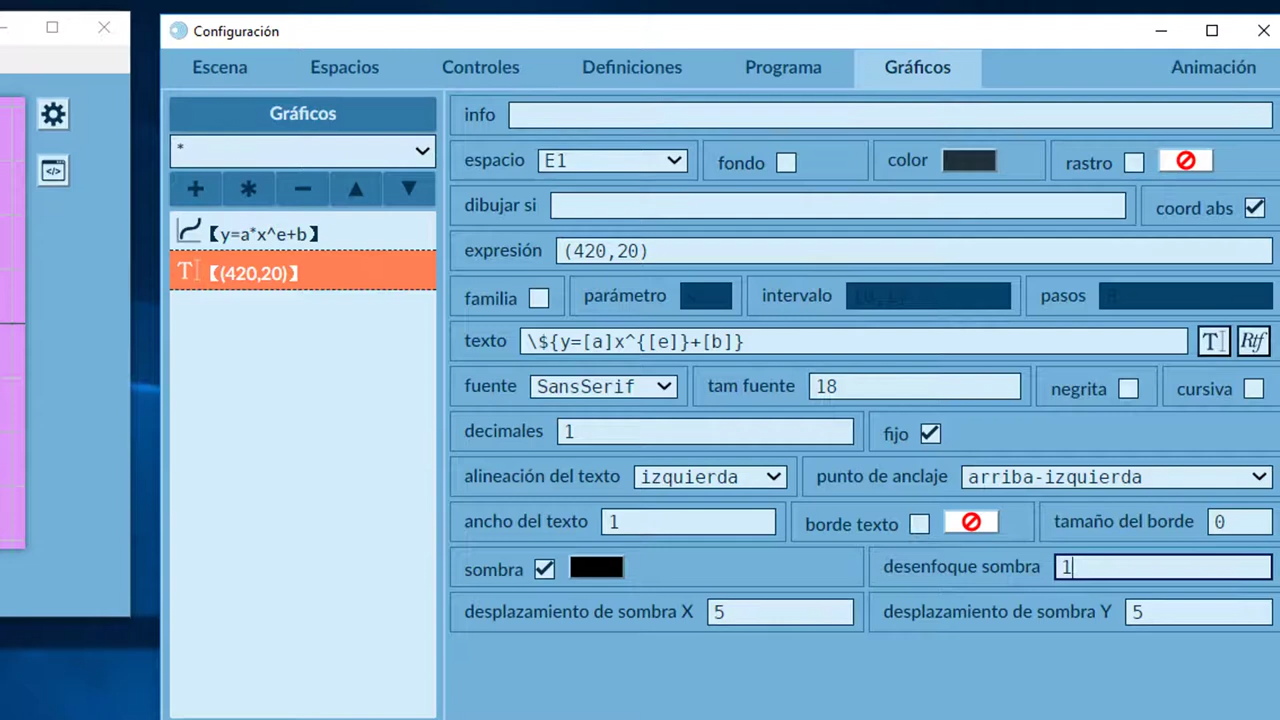 Configuración
Escena Espacios Controles Definiciones Programa Gráficos Animación
Gráficos
*
【y=a*x^e+b】
T 【(420,20)】
info
espacio E1 fondo color rastro
dibujar si coord abs
expresión (420,20)
familia parámetro intervalo pasos
texto \${y=[a]x^{[e]}+[b]} T Rtf
fuente SansSerif tam fuente 18 negrita cursiva
decimales 1 fijo
alineación del texto izquierda punto de anclaje arriba-izquierda
ancho del texto 1 borde texto tamaño del borde 0
sombra desenfoque sombra 1
desplazamiento de sombra X 5 desplazamiento de sombra Y 5